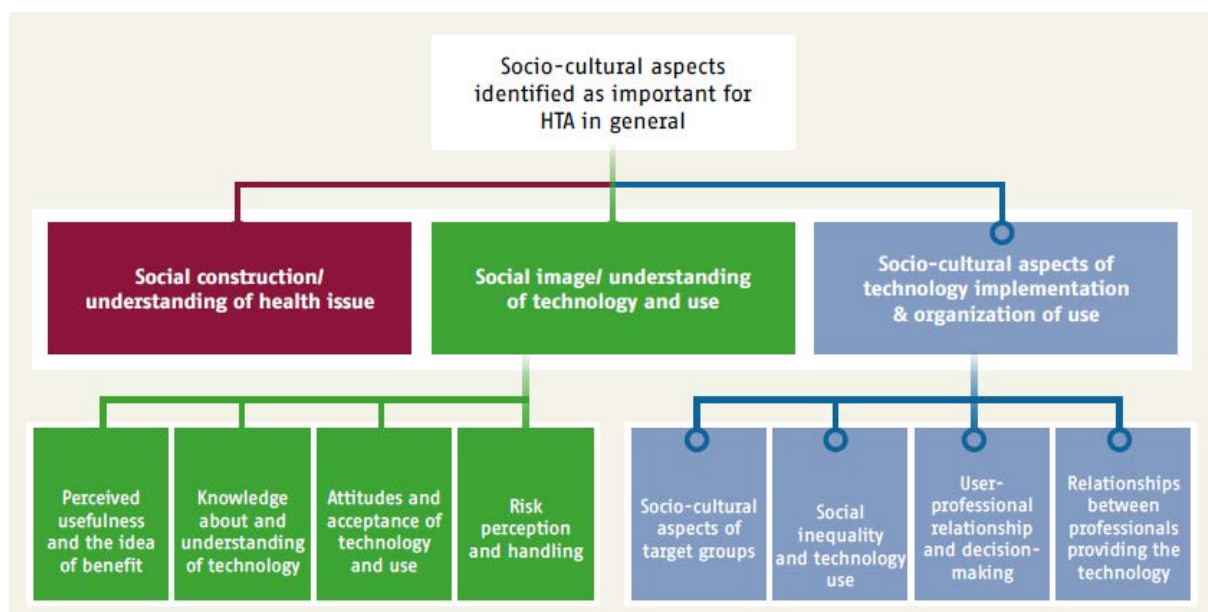 Socio-cultural aspects
identified as important for
HTA in general
Social construction/
understanding of health issue
Social image/ understanding
of technology and use
Socio-cultural aspects of
technology implementation
& organization of use
Perceived
usefulness
and the idea
of benefit
Knowledge
about and
understanding
of technology
Attitudes and
acceptance of
technology
and use
Risk
perception
and handling
Socio-cultural
aspects of
target groups
Social
inequality
and technology
use
User-
professional
relationship
and decision-
making
Relationships
between
professionals
providing the
technology